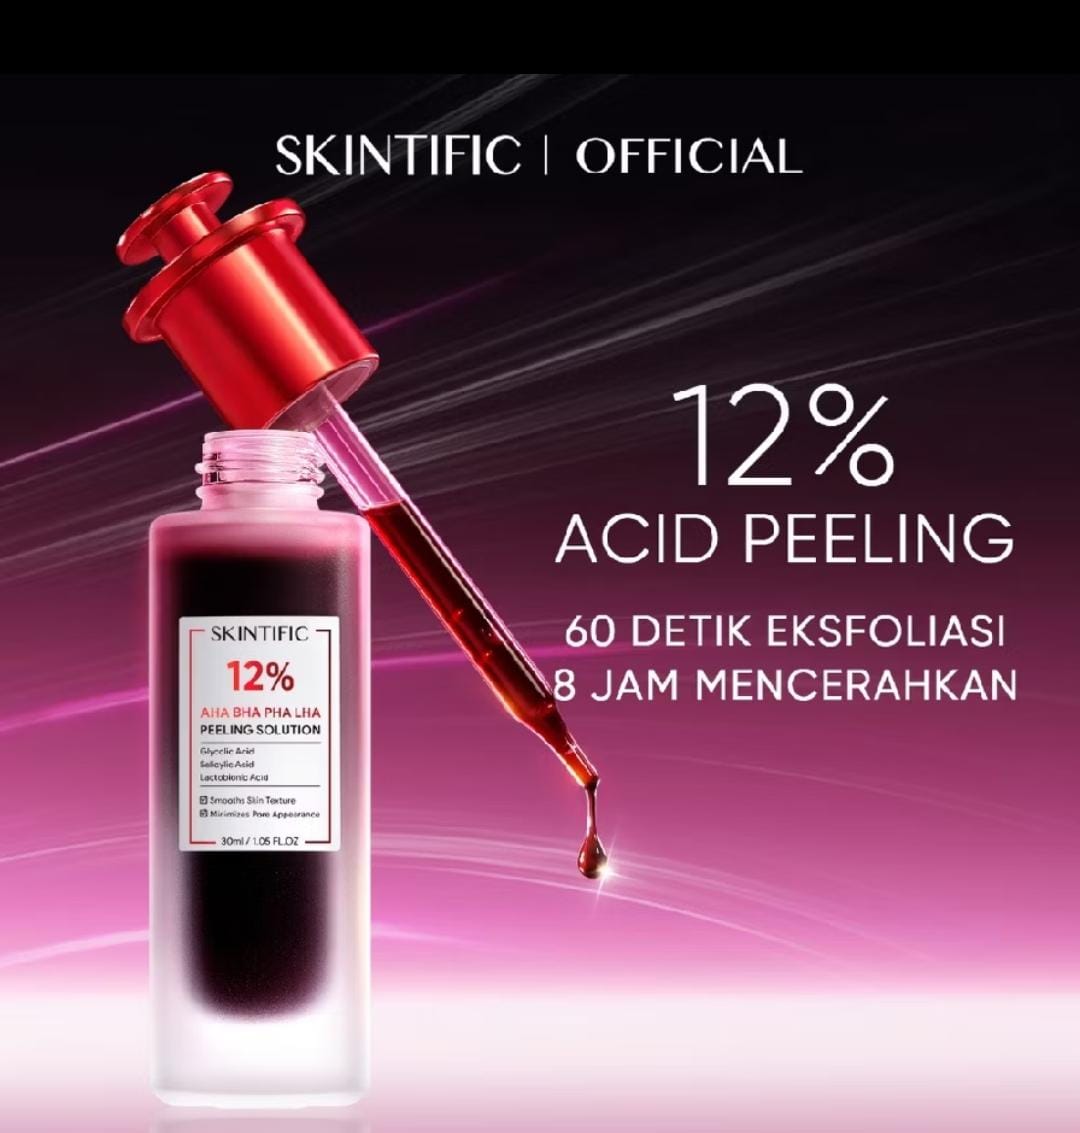 SKINTIFIC | OFFICIAL
12%
ACID PEELING
60 DETIK EKSFOLIASI
8 JAM MENCERAHKAN
SKINTIFIC
12%
AHA BHA PHA LHA
PEELING SOLUTION
Glycolic Acid
Salicylic Acid
Lactobionic Acid
Smooths Skin Texture
Minimizes Pore Appearance
30ml / 1.05 FL.OZ